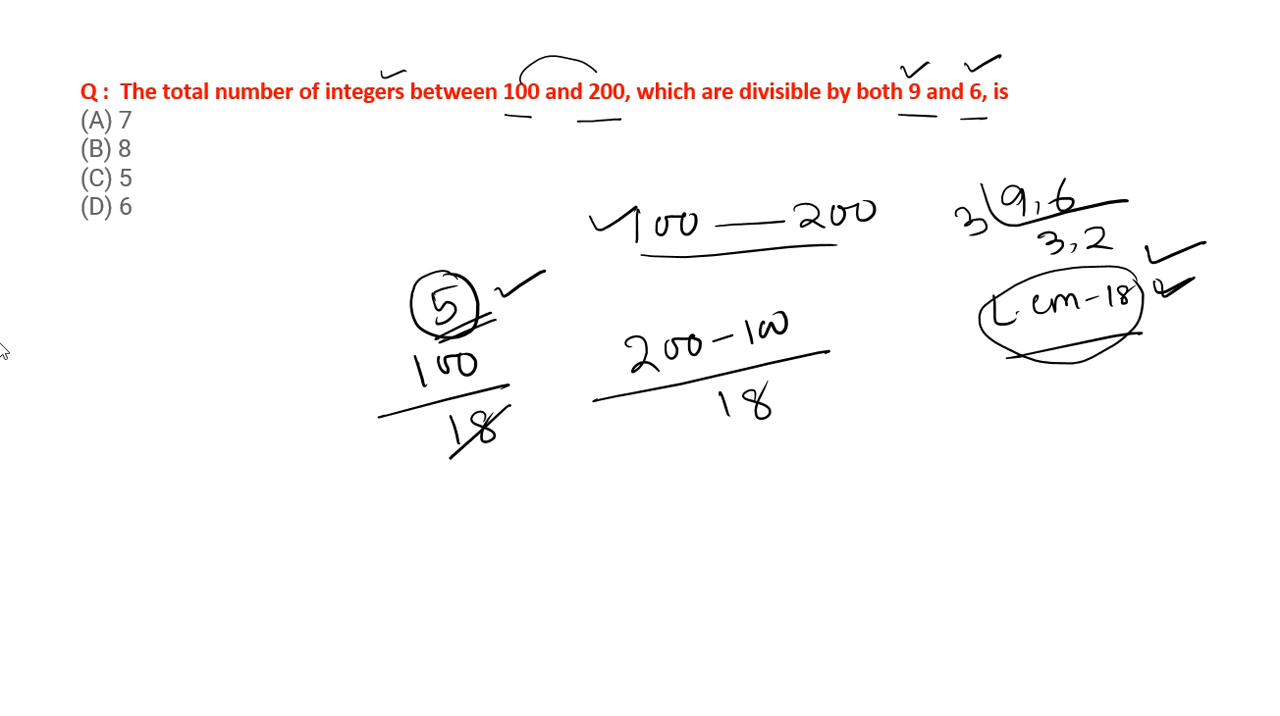 Q : The total number of integers between 100 and 200, which are divisible by both 9 and 6, is
(A) 7
(B) 8
(C) 5
(D) 6
100 — 200
3 9, 6
3, 2
L. cm - 18
5
100
18
200 - 100
18